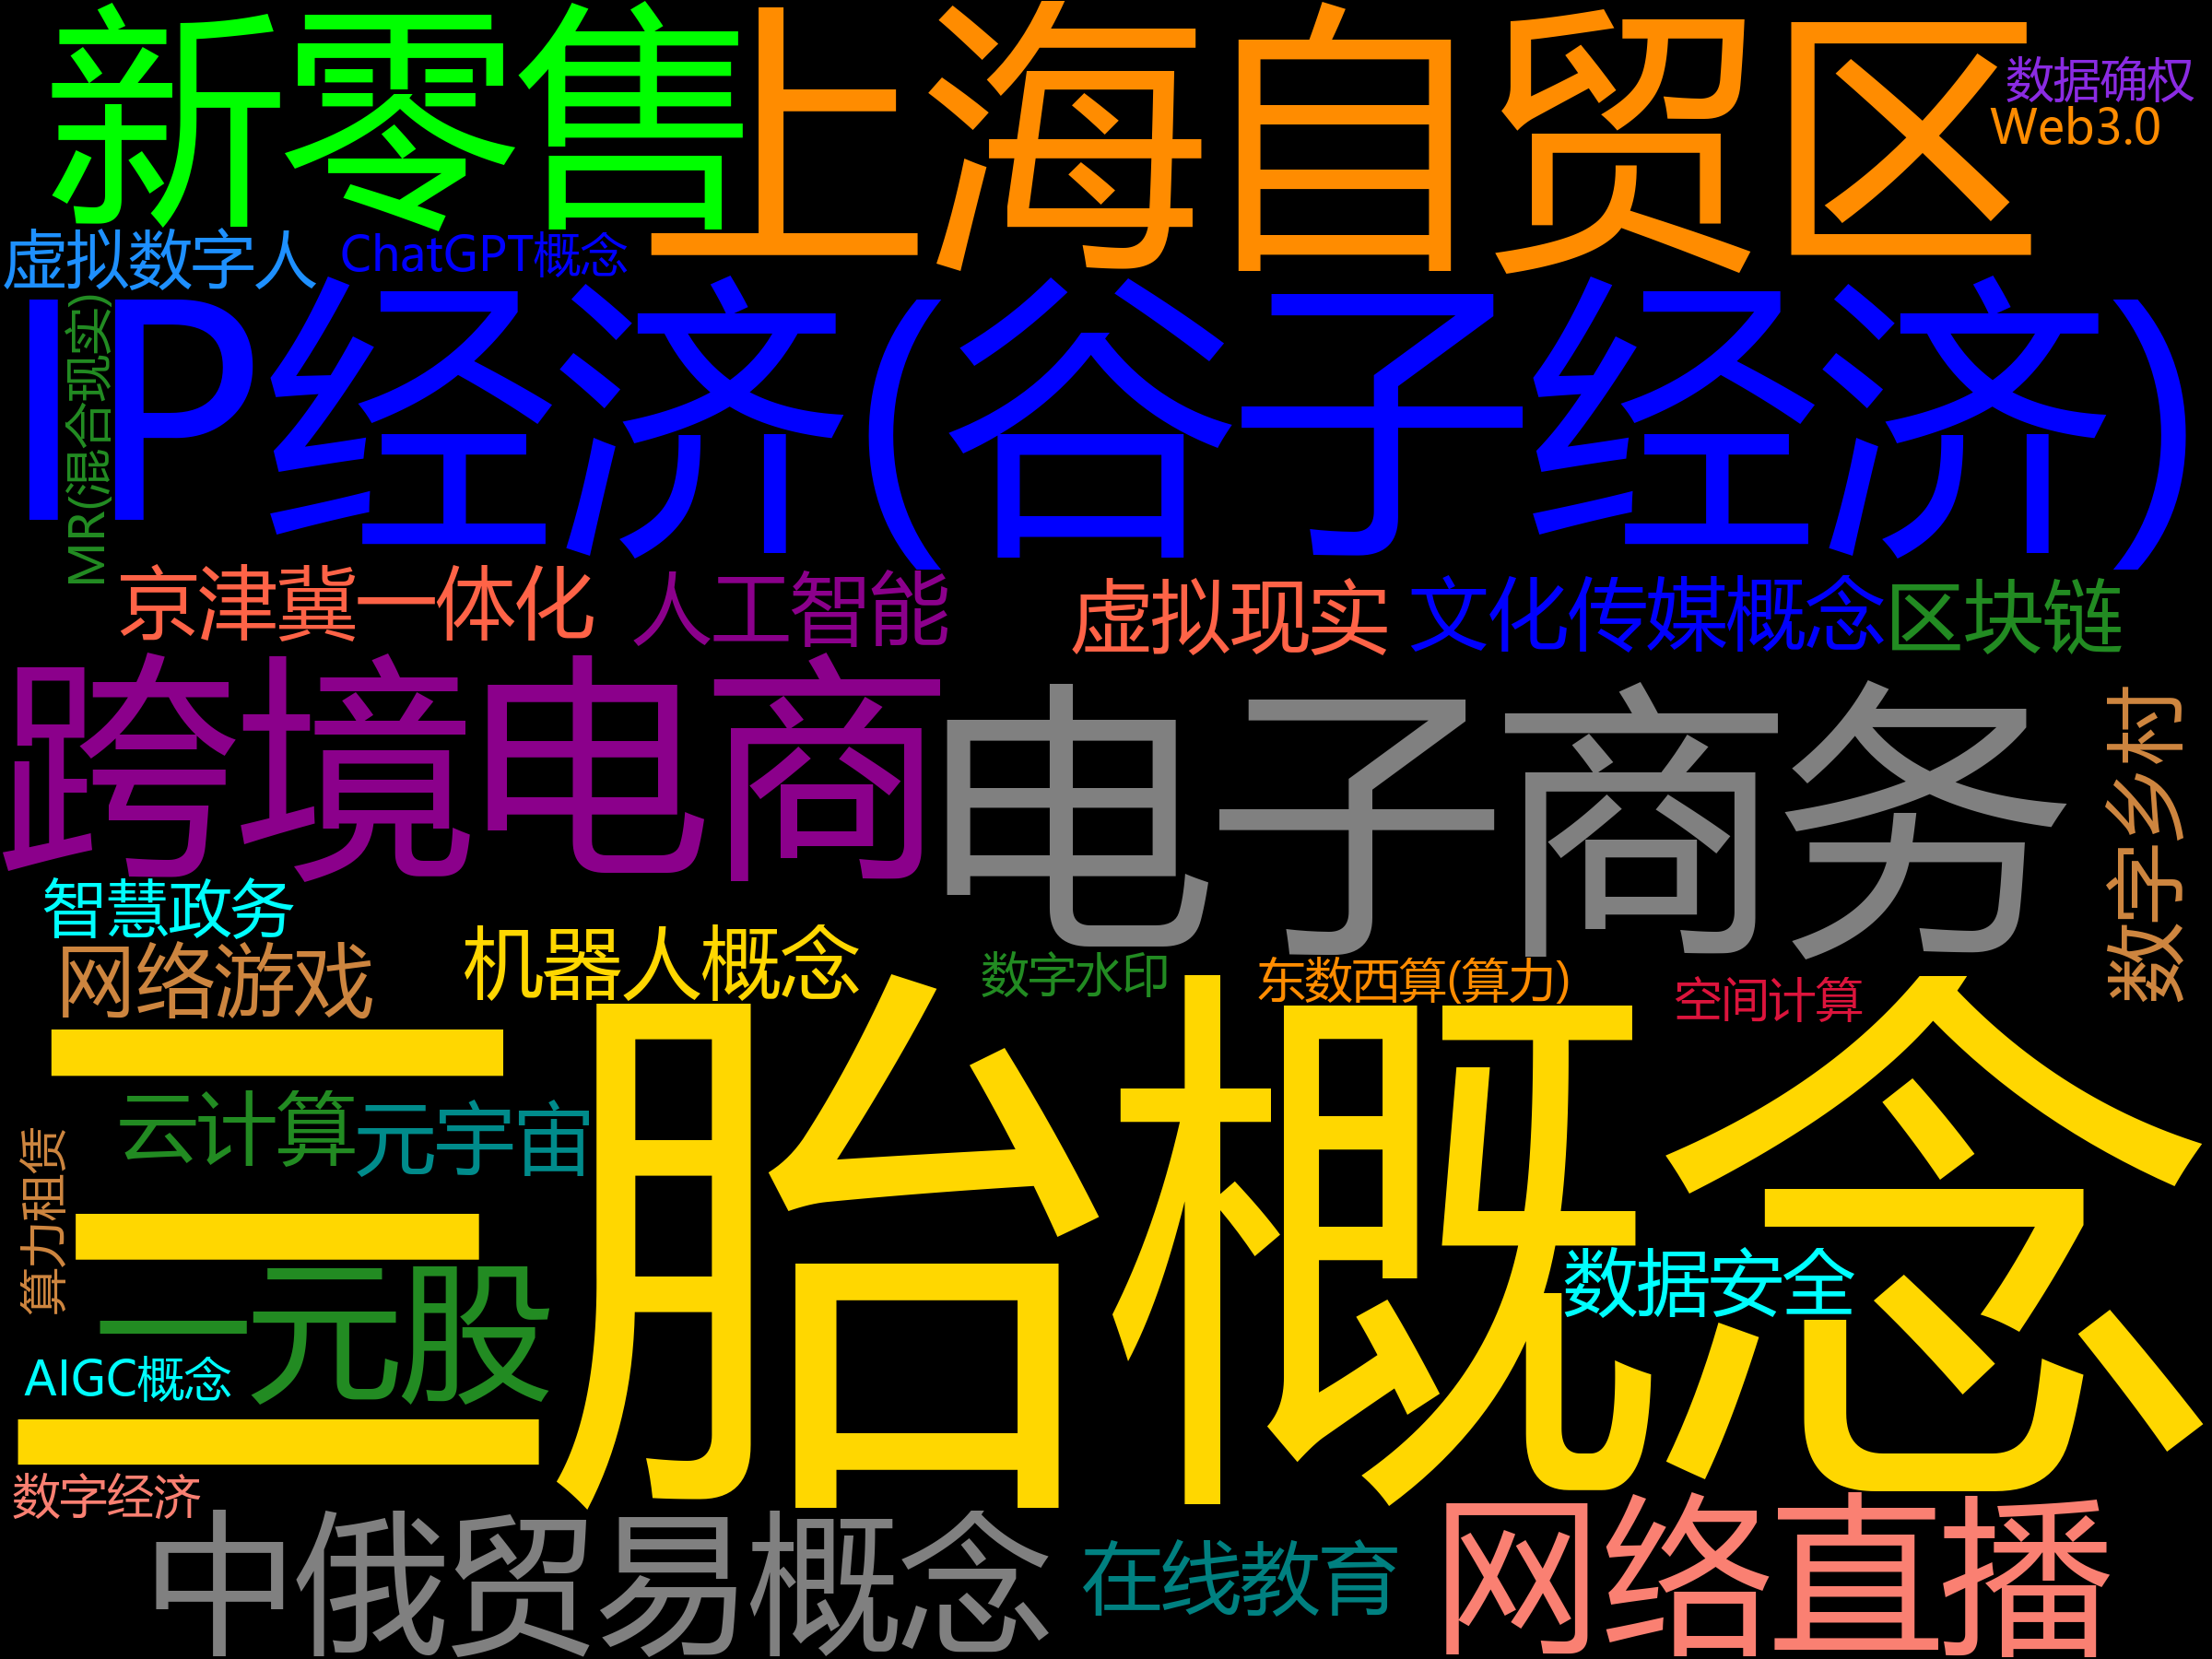 新零售
上海自贸区
数据确权
Web3.0
虚拟数字人
ChatGPT概念
IP经济(谷子经济)
MR(混合现实)
京津冀一体化
人工智能
虚拟现实
文化传媒概念
区块链
跨境电商
电子商务
数字乡村
智慧政务
网络游戏
机器人概念
数字水印
东数西算(算力)
空间计算
三胎概念
云计算
元宇宙
算力租赁
一元股
数据安全
AIGC概念
数字经济
中俄贸易概念
在线教育
网络直播